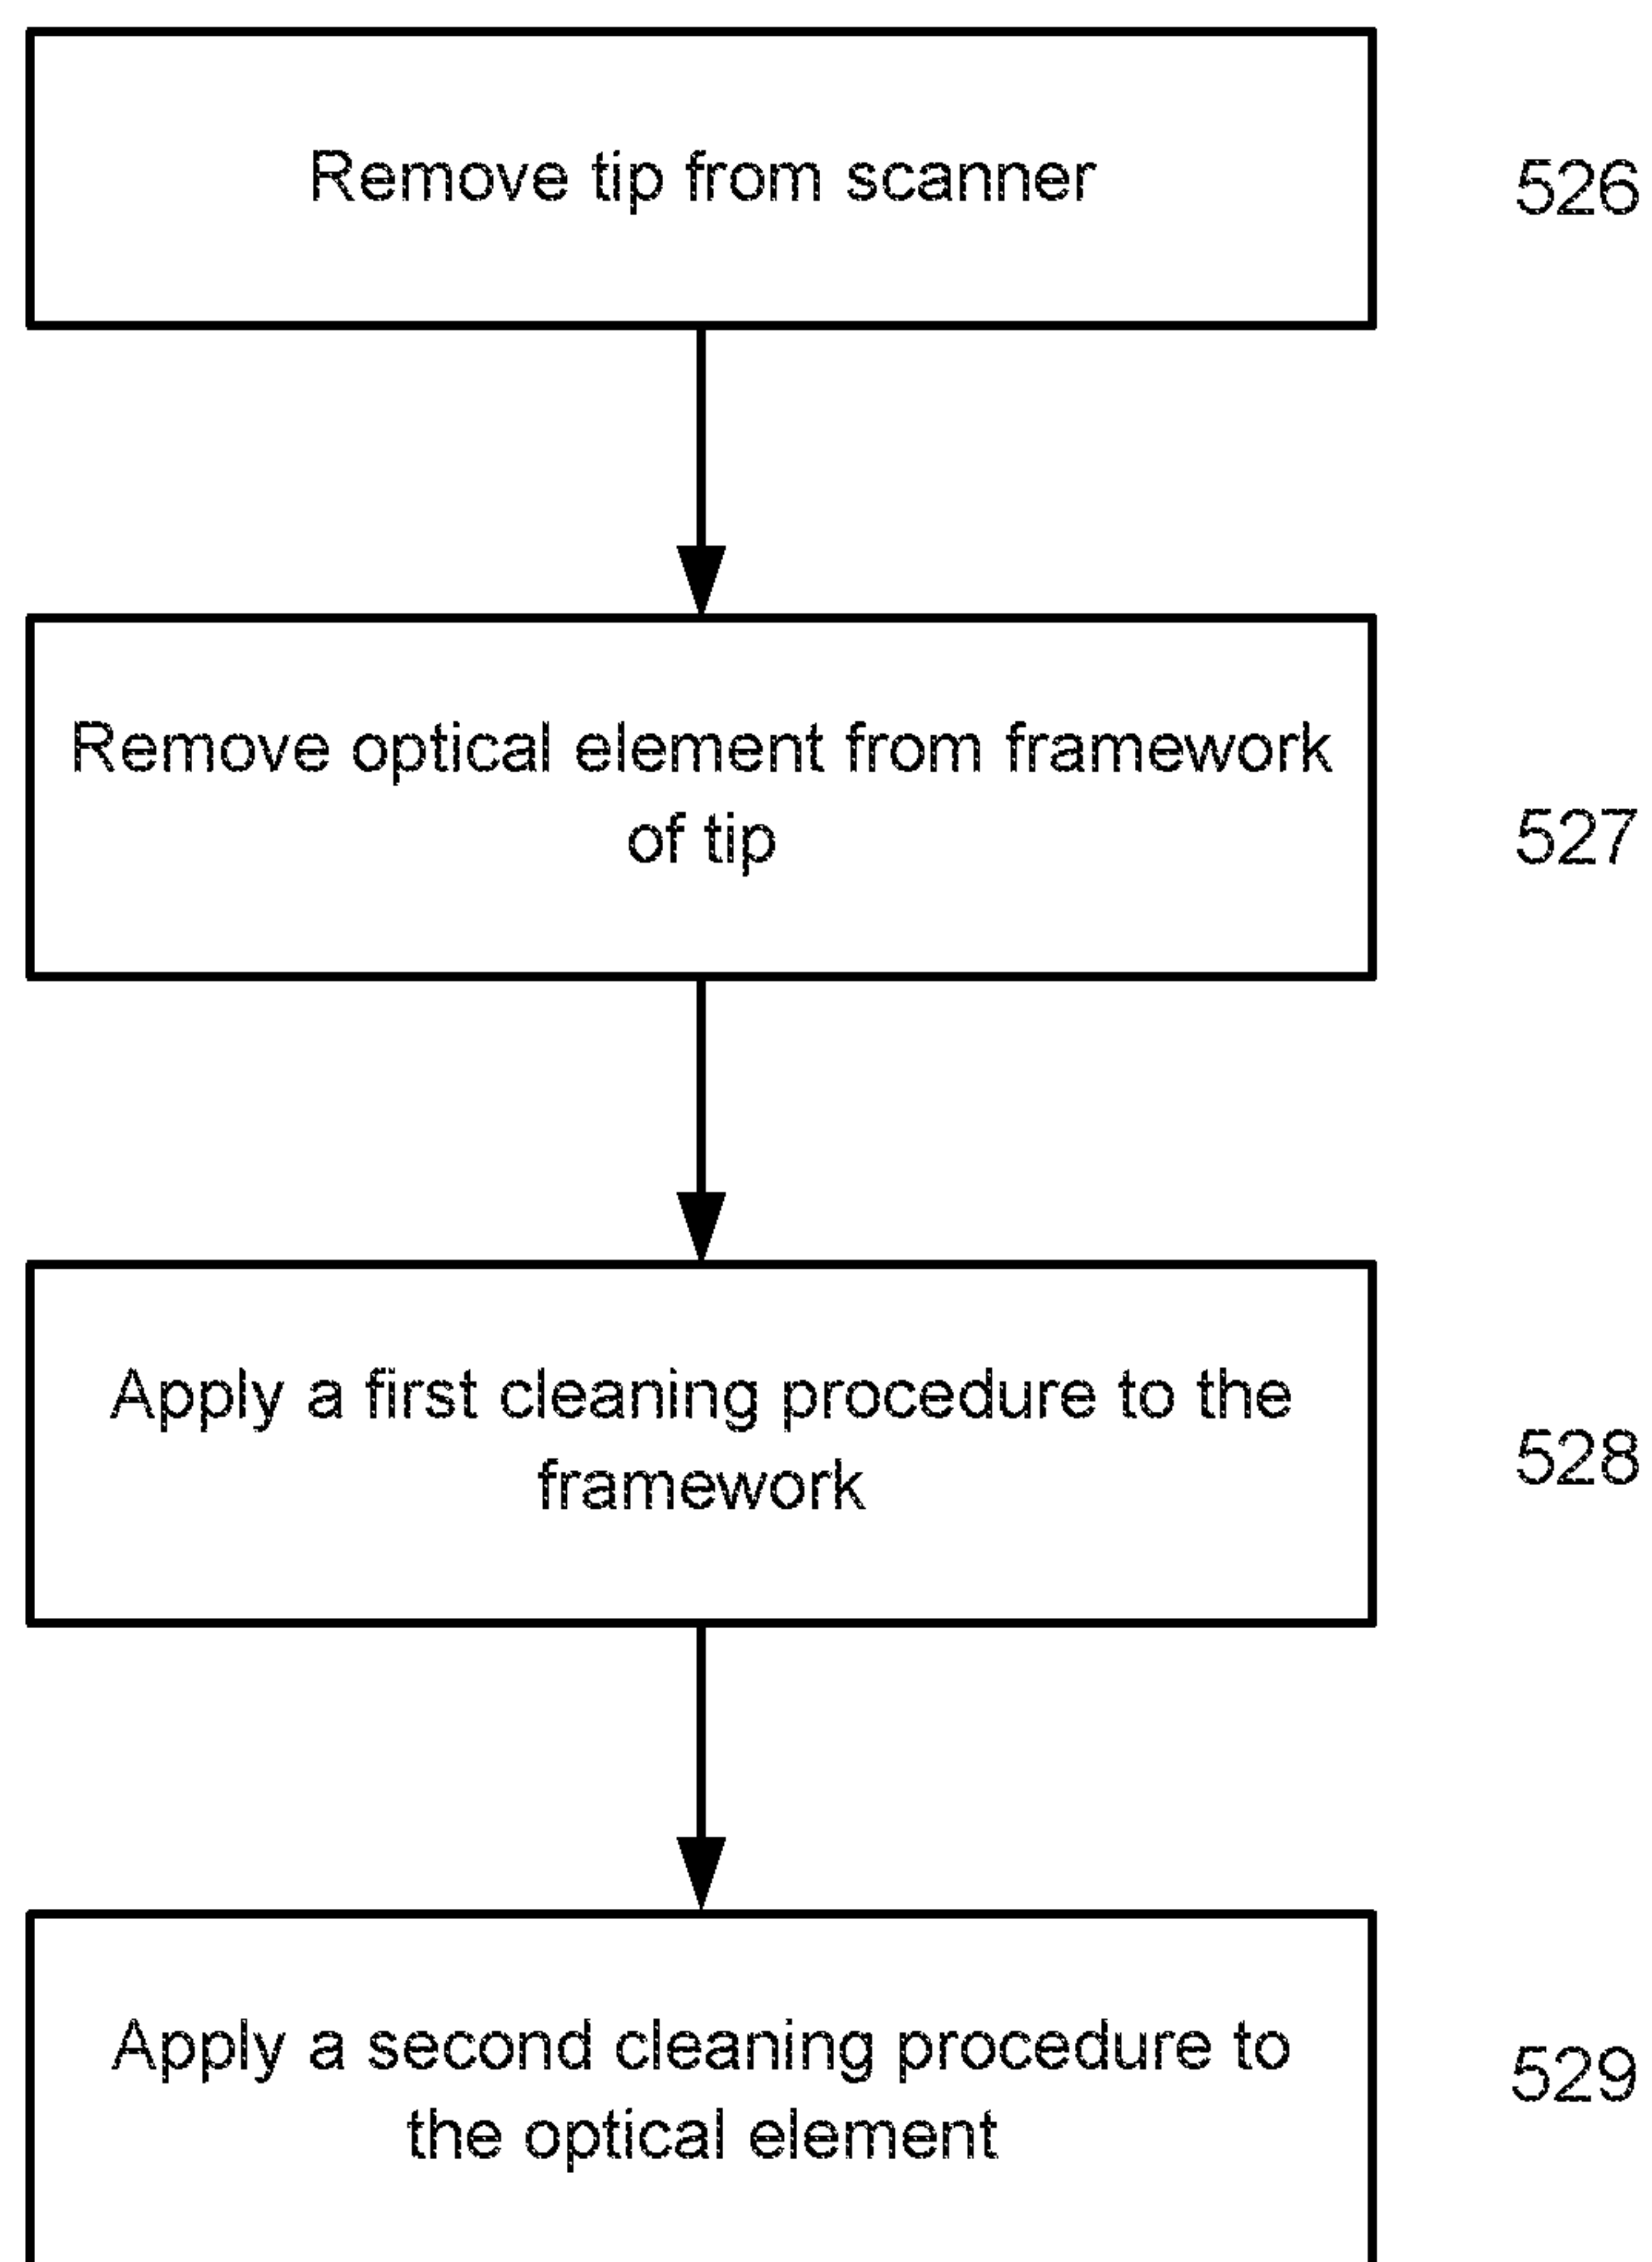 Remove tip from scanner
526
Remove optical element from framework
of tip
527
Apply a first cleaning procedure to the
framework
528
Apply a second cleaning procedure to
the optical element
529